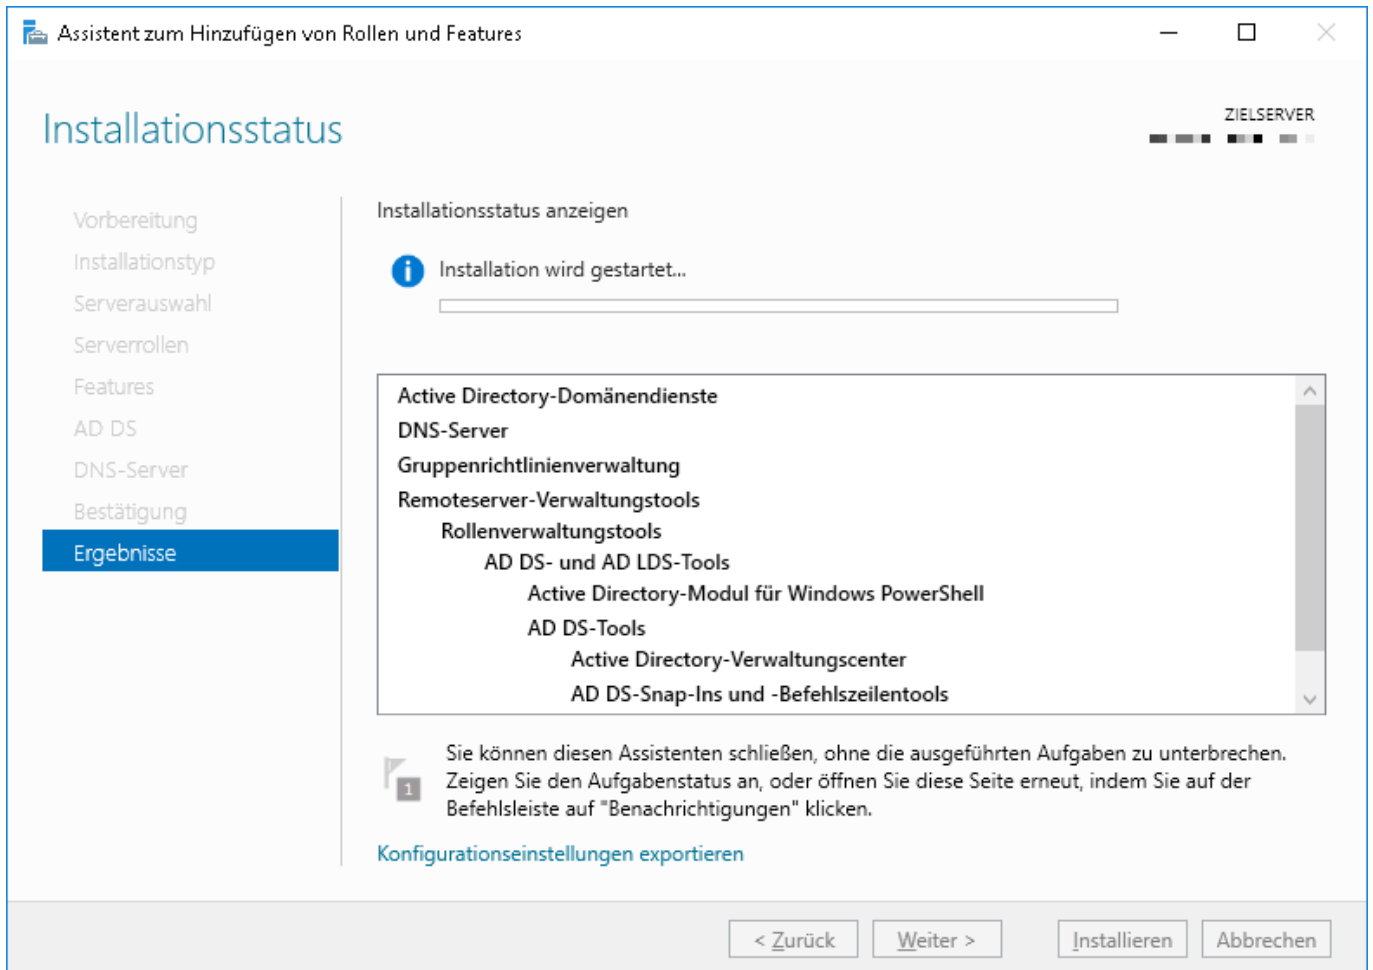 Assistent zum Hinzufügen von Rollen und Features
Installationsstatus
ZIELSERVER
Vorbereitung
Installationstyp
Serverauswahl
Serverrollen
Features
AD DS
DNS-Server
Bestätigung
Ergebnisse
Installationsstatus anzeigen
Installation wird gestartet...
Active Directory-Domänendienste
DNS-Server
Gruppenrichtlinienverwaltung
Remoteserver-Verwaltungstools
Rollenverwaltungstools
AD DS- und AD LDS-Tools
Active Directory-Modul für Windows PowerShell
AD DS-Tools
Active Directory-Verwaltungscenter
AD DS-Snap-Ins und -Befehlszeilentools
1
Sie können diesen Assistenten schließen, ohne die ausgeführten Aufgaben zu unterbrechen.
Zeigen Sie den Aufgabenstatus an, oder öffnen Sie diese Seite erneut, indem Sie auf der
Befehlsleiste auf "Benachrichtigungen" klicken.
Konfigurationseinstellungen exportieren
< Zurück
Weiter >
Installieren
Abbrechen